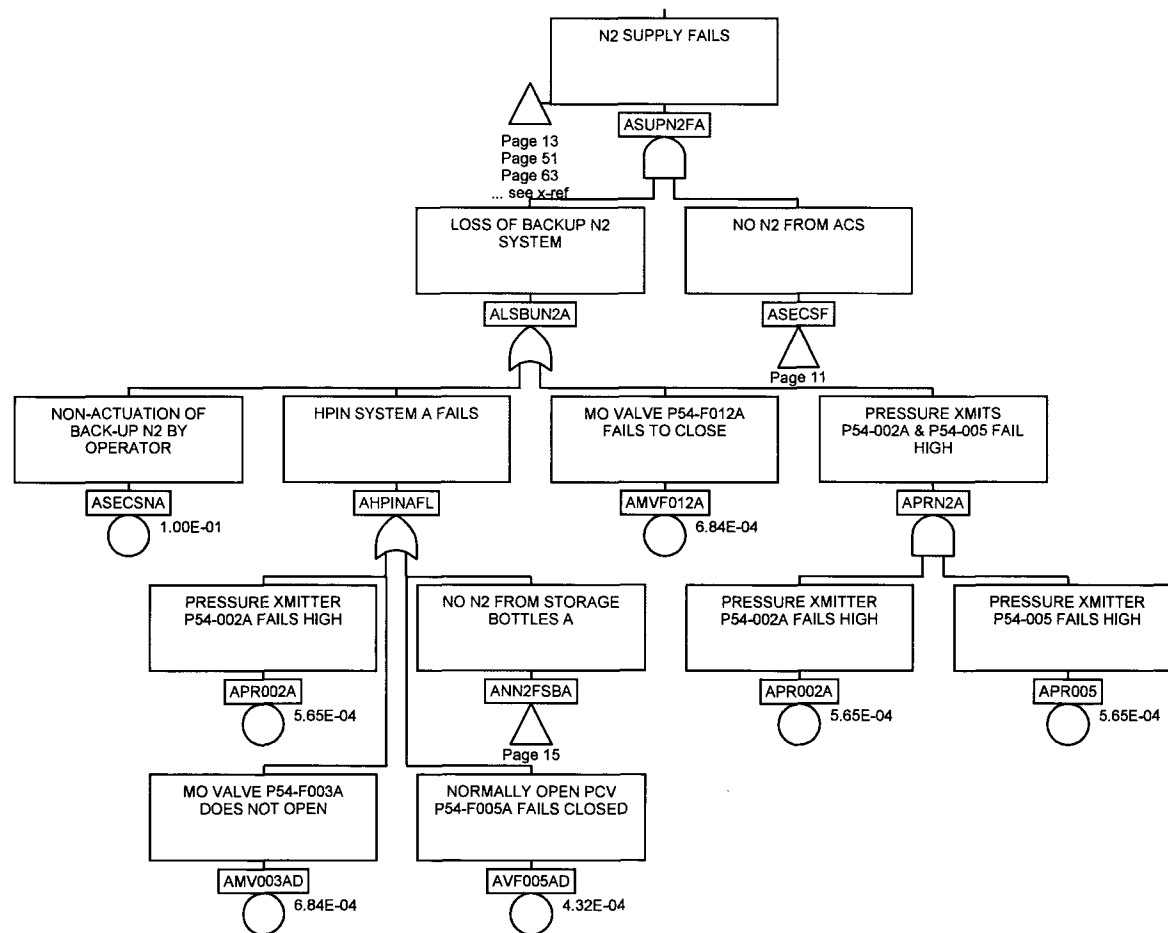 N2 SUPPLY FAILS
ASUPN2FA
Page 13
Page 51
Page 63
... see x-ref
LOSS OF BACKUP N2
SYSTEM
ALSBUN2A
NO N2 FROM ACS
ASECSF
Page 11
NON-ACTUATION OF
BACK-UP N2 BY
OPERATOR
ASECSNA
1.00E-01
HPIN SYSTEM A FAILS
AHPINAFL
MO VALVE P54-F012A
FAILS TO CLOSE
AMVF012A
6.84E-04
PRESSURE XMITS
P54-002A & P54-005 FAIL
HIGH
APRN2A
PRESSURE XMITTER
P54-002A FAILS HIGH
APR002A
5.65E-04
NO N2 FROM STORAGE
BOTTLES A
ANN2FSBA
Page 15
PRESSURE XMITTER
P54-002A FAILS HIGH
APR002A
5.65E-04
PRESSURE XMITTER
P54-005 FAILS HIGH
APR005
5.65E-04
MO VALVE P54-F003A
DOES NOT OPEN
AMV003AD
6.84E-04
NORMALLY OPEN PCV
P54-F005A FAILS CLOSED
AVF005AD
4.32E-04